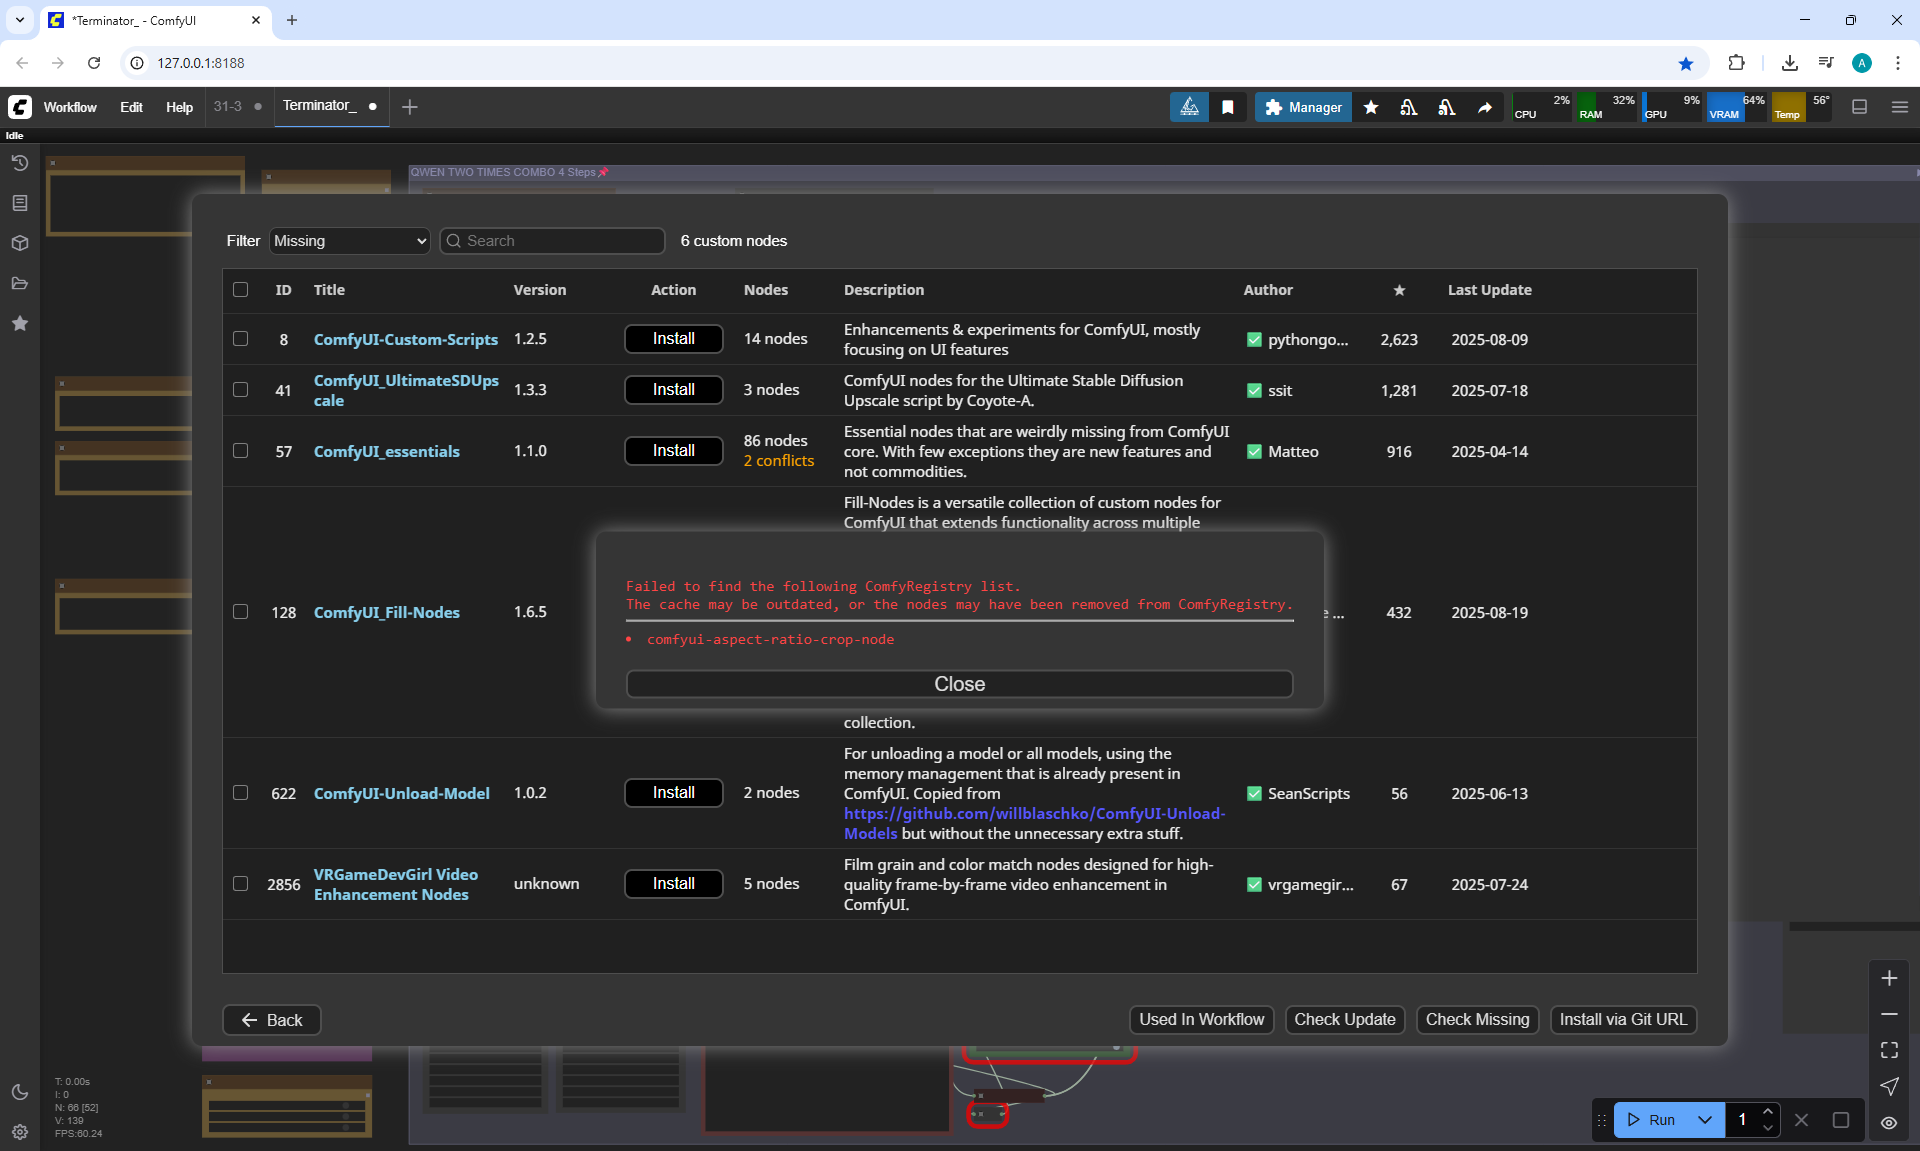 *Terminator_ - ComfyUI
127.0.0.1:8188
A
Workflow
Edit
Help
31-3
Terminator_
Manager
2%
CPU
32%
RAM
9%
GPU
64%
VRAM
56°
Temp
Idle
QWEN TWO TIMES COMBO 4 Steps📌
Filter
Missing
Search
6 custom nodes
ID Title Version Action Nodes Description Author ★ Last Update
8 ComfyUI-Custom-Scripts 1.2.5 Install 14 nodes
Enhancements & experiments for ComfyUI, mostly
focusing on UI features
✅ pythongo... 2,623 2025-08-09
41 ComfyUI_UltimateSDUps
cale
1.3.3 Install 3 nodes
ComfyUI nodes for the Ultimate Stable Diffusion
Upscale script by Coyote-A.
✅ ssit 1,281 2025-07-18
57 ComfyUI_essentials 1.1.0 Install
86 nodes
2 conflicts
Essential nodes that are weirdly missing from ComfyUI
core. With few exceptions they are new features and
not commodities.
✅ Matteo 916 2025-04-14
128 ComfyUI_Fill-Nodes 1.6.5
Fill-Nodes is a versatile collection of custom nodes for
ComfyUI that extends functionality across multiple
collection.
e ... 432 2025-08-19
Failed to find the following ComfyRegistry list.
The cache may be outdated, or the nodes may have been removed from ComfyRegistry.
• comfyui-aspect-ratio-crop-node
Close
622 ComfyUI-Unload-Model 1.0.2 Install 2 nodes
For unloading a model or all models, using the
memory management that is already present in
ComfyUI. Copied from
https://github.com/willblaschko/ComfyUI-Unload-
Models but without the unnecessary extra stuff.
✅ SeanScripts 56 2025-06-13
2856 VRGameDevGirl Video
Enhancement Nodes
unknown Install 5 nodes
Film grain and color match nodes designed for high-
quality frame-by-frame video enhancement in
ComfyUI.
✅ vrgamegir... 67 2025-07-24
Back
Used In Workflow
Check Update
Check Missing
Install via Git URL
T: 0.00s
I: 0
N: 66 [52]
V: 139
FPS:60.24
Run
1